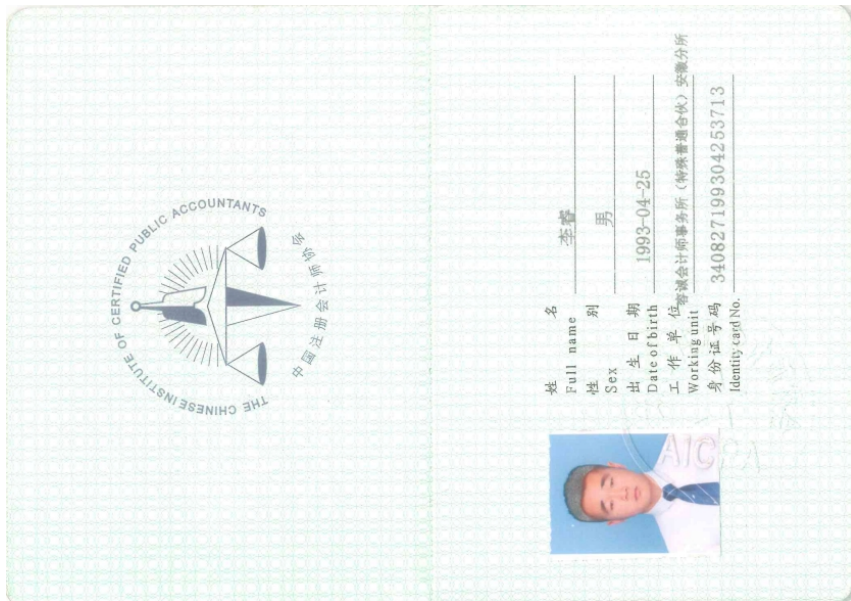 THE CHINESE INSTITUTE OF CERTIFIED PUBLIC ACCOUNTANTS
中国注册会计师协会
姓 名 李睿
Full name
性 别 男
Sex
出 生 日 期 1993-04-25
Date of birth
工 作 单 位 容诚会计师事务所（特殊普通合伙）安徽分所
Working unit
身 份 证 号 码 340827199304253713
Identity card No.